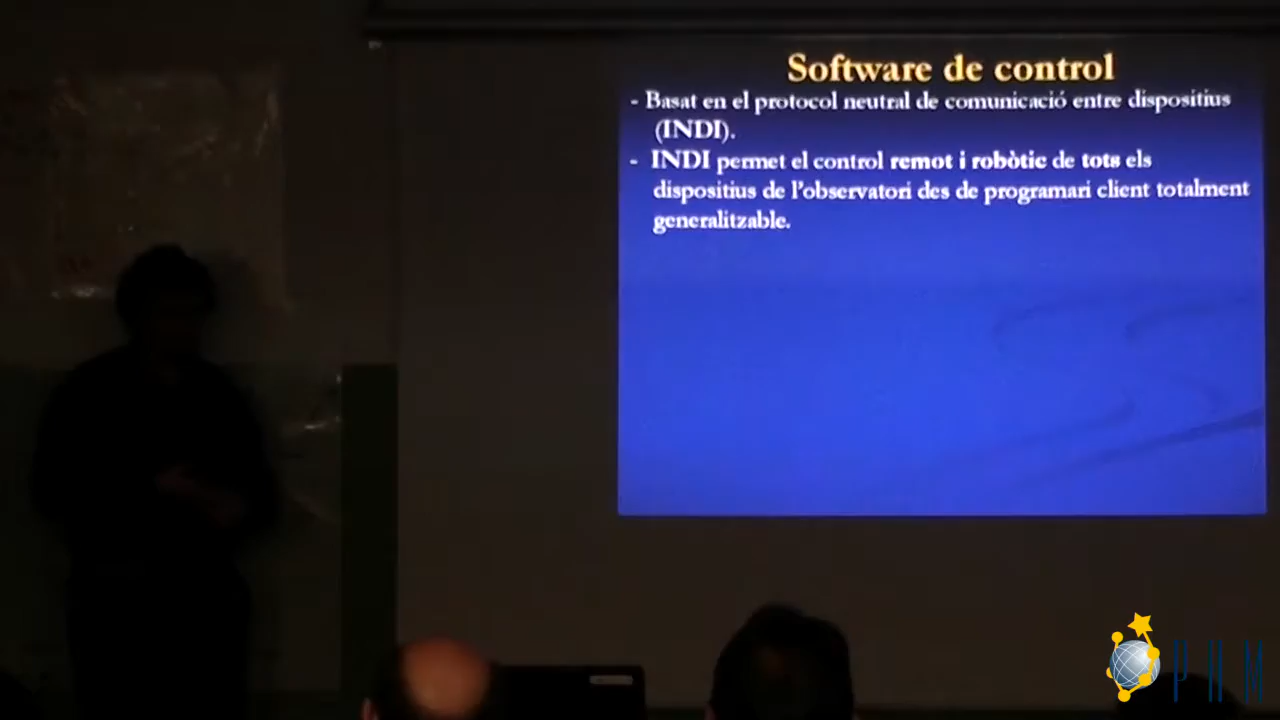 Software de control
- Basat en el protocol neutral de comunicació entre dispositius
(INDI).
- INDI permet el control remot i robòtic de tots els
dispositius de l'observatori des de programari client totalment
generalitzable.
PHM